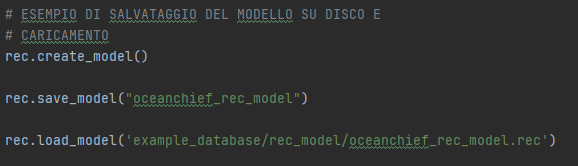 # ESEMPIO DI SALVATAGGIO DEL MODELLO SU DISCO E
# CARICAMENTO
rec.create_model()
rec.save_model("oceanchief_rec_model")
rec.load_model('example_database/rec_model/oceanchief_rec_model.rec')